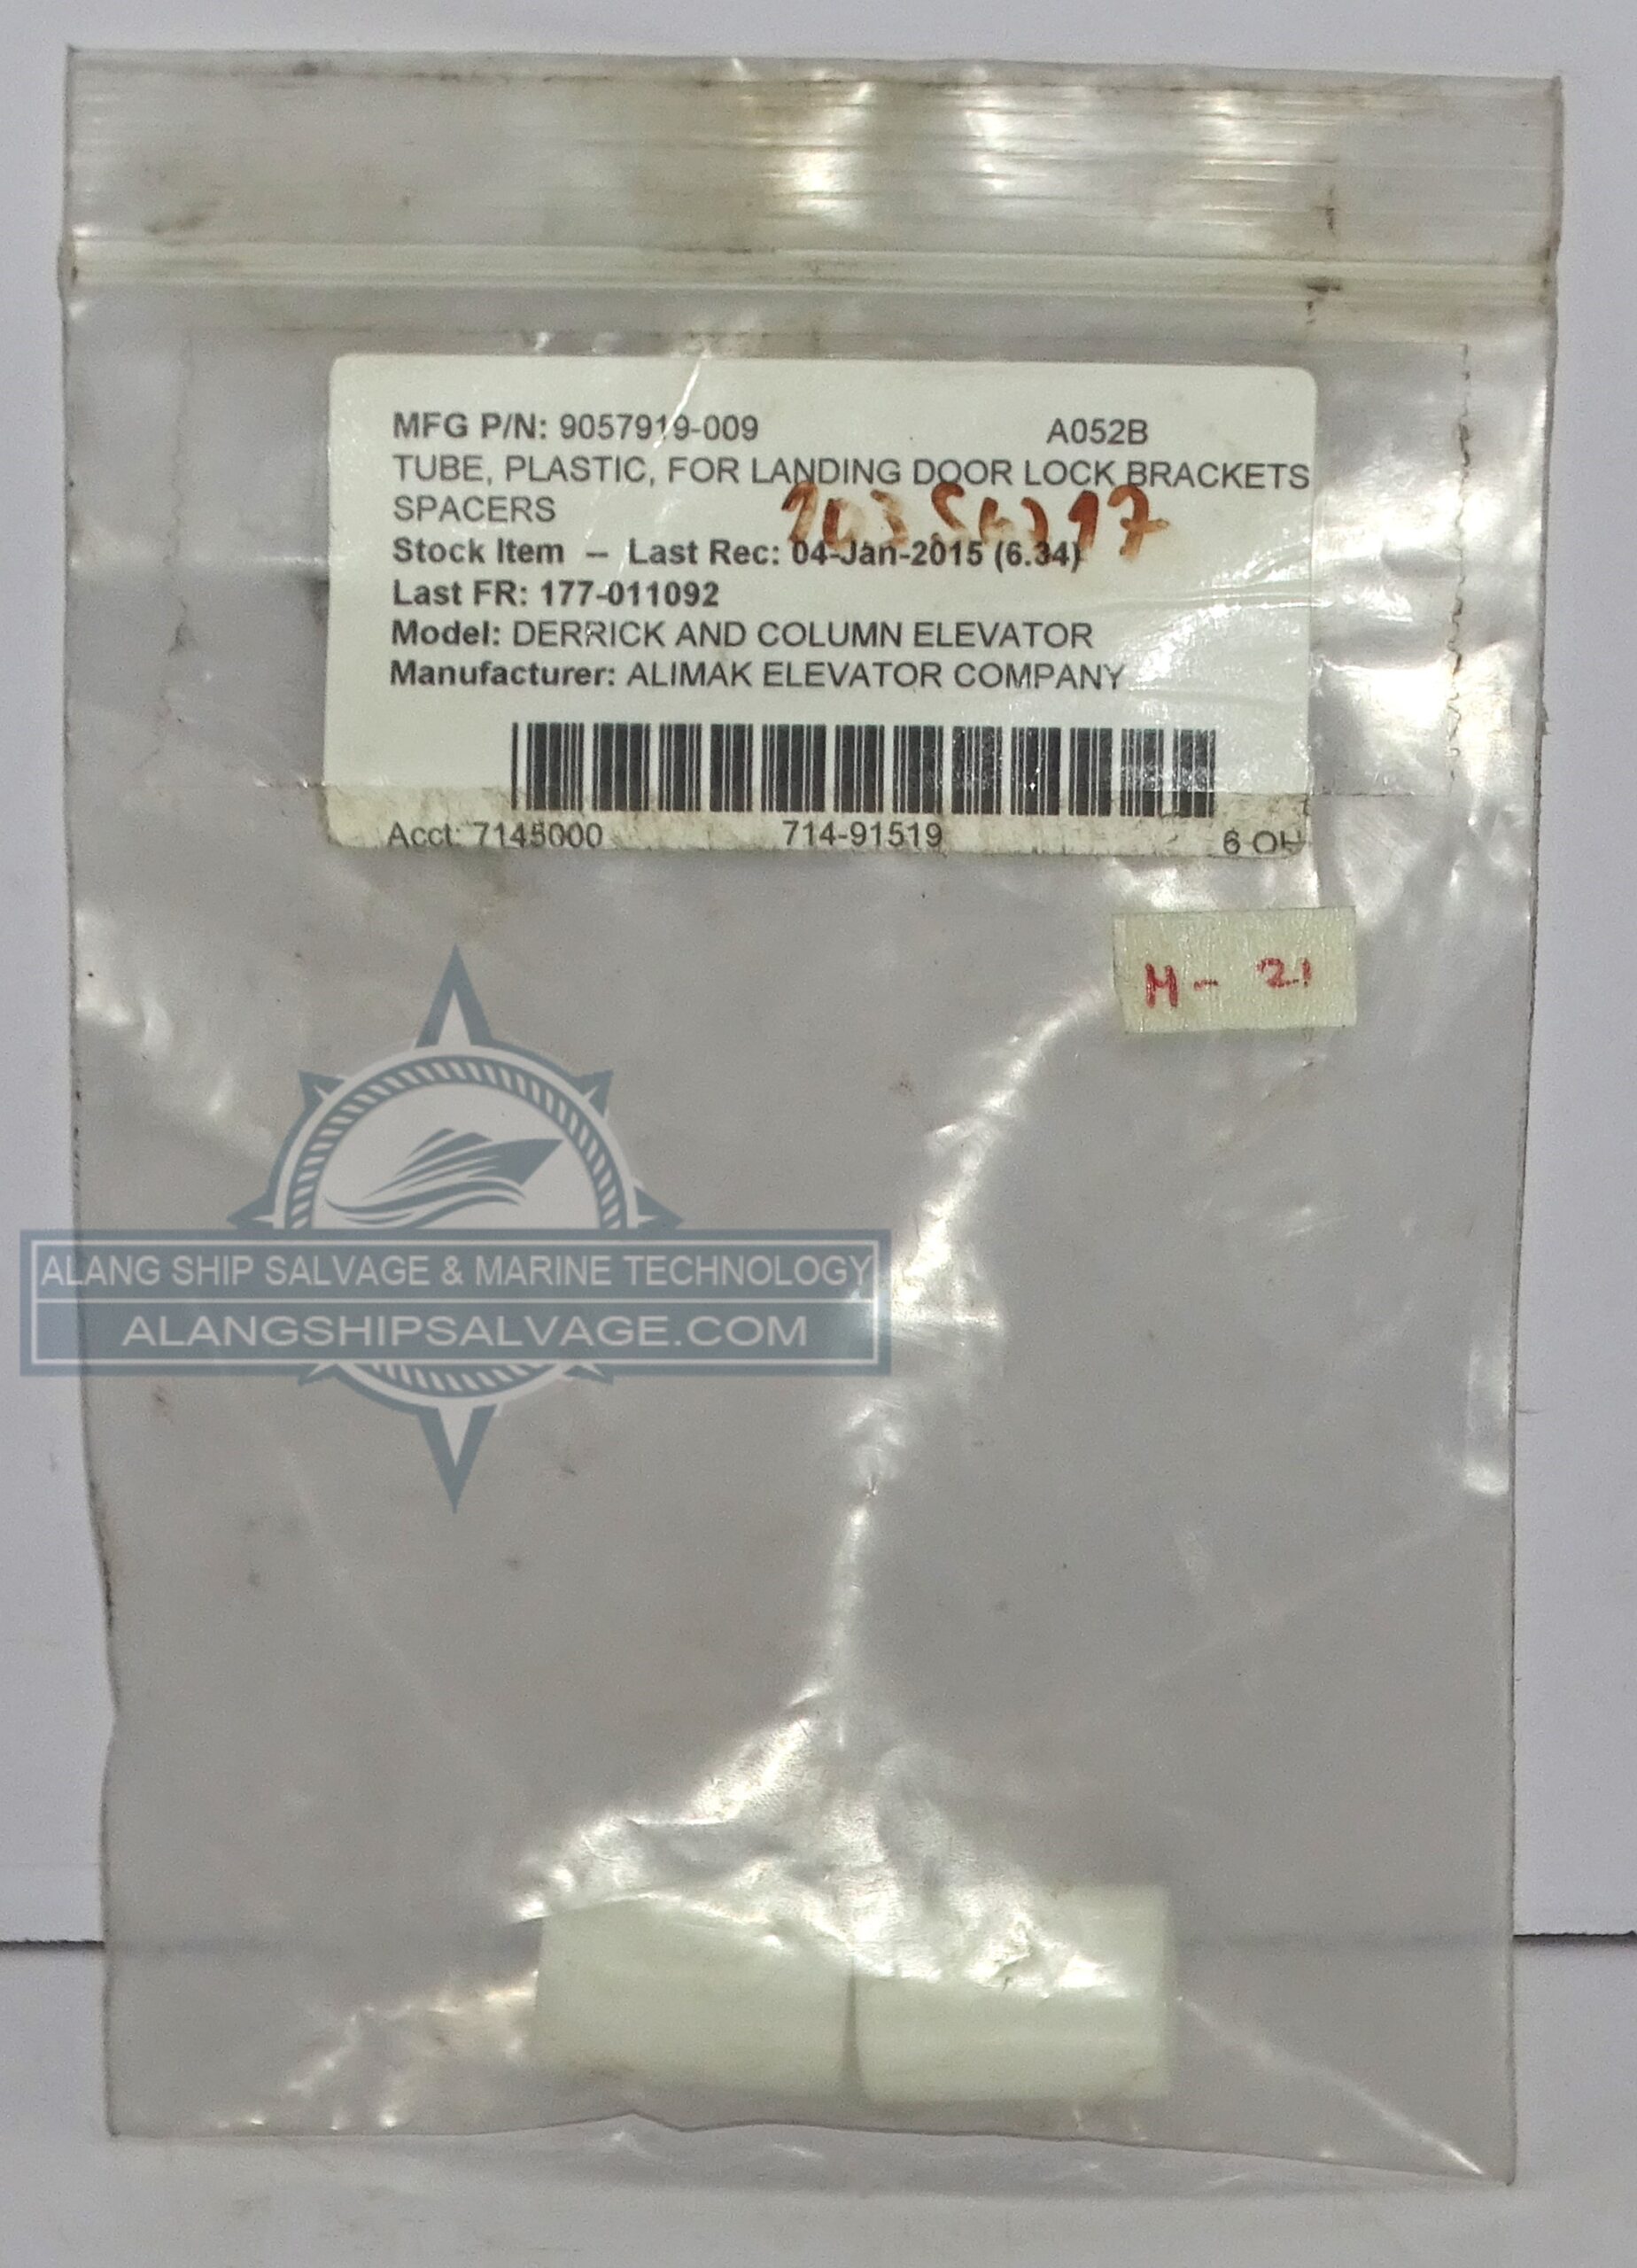 MFG P/N: 9057919-009 A052B
TUBE, PLASTIC, FOR LANDING DOOR LOCK BRACKETS
SPACERS
Stock Item -- Last Rec: 04-Jan-2015 (6.34)
Last FR: 177-011092
Model: DERRICK AND COLUMN ELEVATOR
Manufacturer: ALIMAK ELEVATOR COMPANY
Acct: 7145000 714-91519 6 OH
H - 21
ALANG SHIP SALVAGE & MARINE TECHNOLOGY
ALANGSHIPSALVAGE.COM